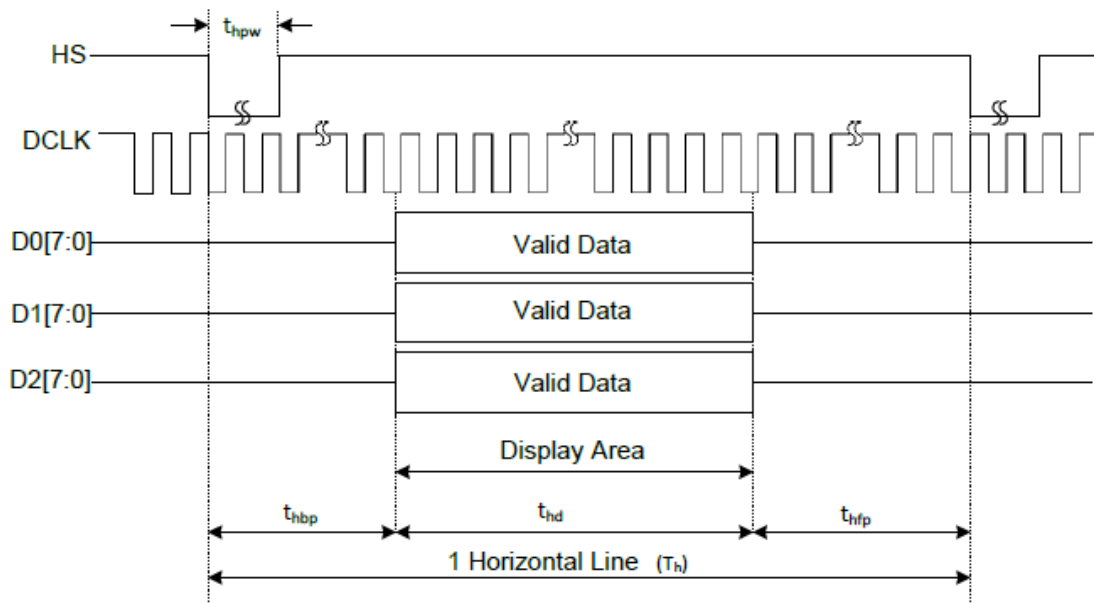 thpw
HS
DCLK
D0[7:0] Valid Data
D1[7:0] Valid Data
D2[7:0] Valid Data
Display Area
thbp thd thfp
1 Horizontal Line (Th)